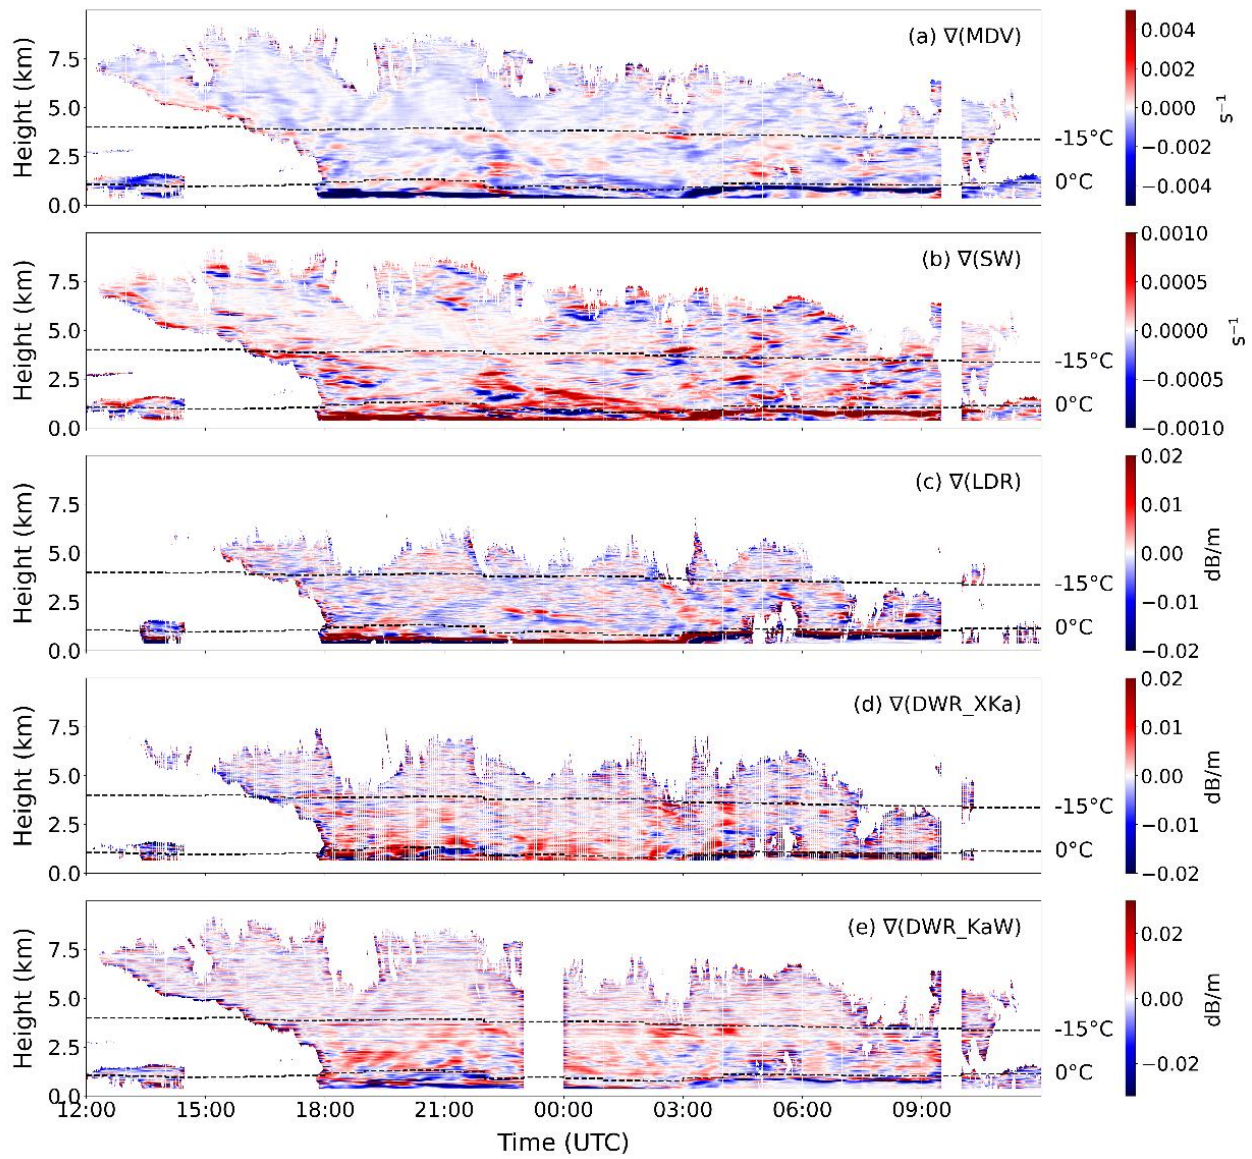 (a) ∇(MDV)
Height (km)
7.5
5.0
2.5
0.0
-15°C
0°C
0.004
0.002
0.000
−0.002
−0.004
s⁻¹
(b) ∇(SW)
Height (km)
7.5
5.0
2.5
0.0
-15°C
0°C
0.0010
0.0005
0.0000
−0.0005
−0.0010
s⁻¹
(c) ∇(LDR)
Height (km)
7.5
5.0
2.5
0.0
-15°C
0°C
0.02
0.01
0.00
−0.01
−0.02
dB/m
(d) ∇(DWR_XKa)
Height (km)
7.5
5.0
2.5
0.0
-15°C
0°C
0.02
0.01
0.00
−0.01
−0.02
dB/m
(e) ∇(DWR_KaW)
Height (km)
7.5
5.0
2.5
0.0
-15°C
0°C
0.02
0.00
−0.02
dB/m
12:00 15:00 18:00 21:00 00:00 03:00 06:00 09:00
Time (UTC)